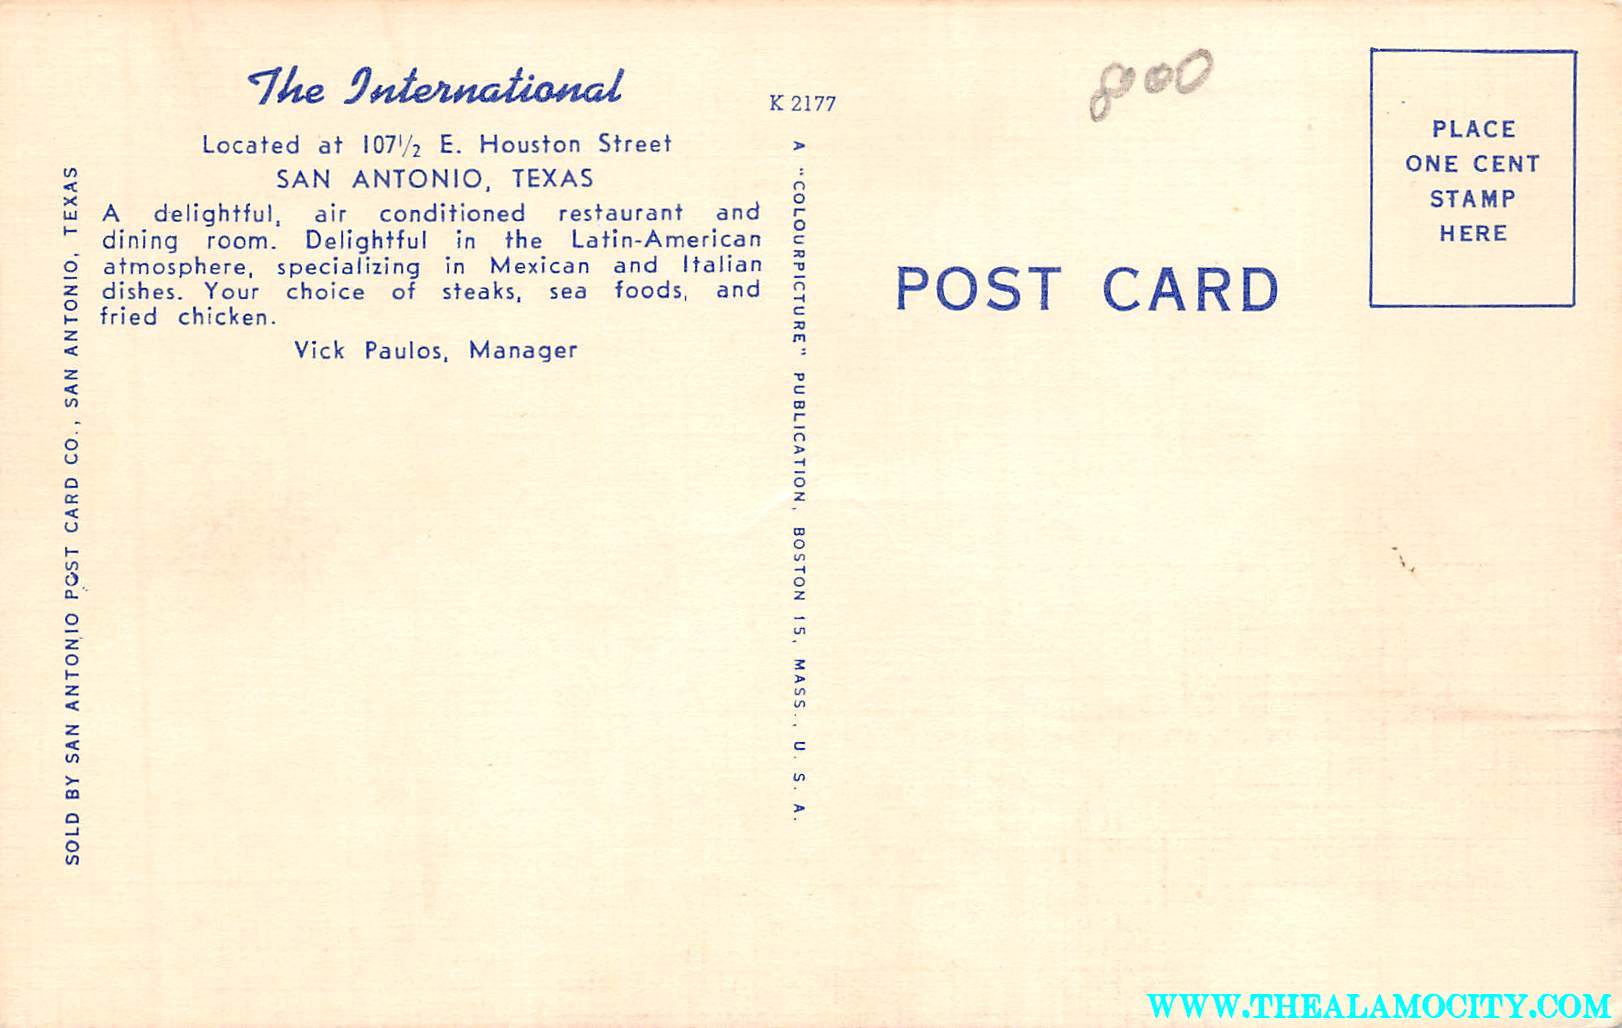 The International
Located at 107½ E. Houston Street
SAN ANTONIO, TEXAS
A delightful, air conditioned restaurant and
dining room. Delightful in the Latin-American
atmosphere, specializing in Mexican and Italian
dishes. Your choice of steaks, sea foods, and
fried chicken.
Vick Paulos, Manager
SOLD BY SAN ANTONIO POST CARD CO., SAN ANTONIO, TEXAS
K 2177
A "COLOURPICTURE" PUBLICATION, BOSTON 15, MASS., U. S. A.
800
POST CARD
PLACE
ONE CENT
STAMP
HERE
WWW.THEALAMOCITY.COM